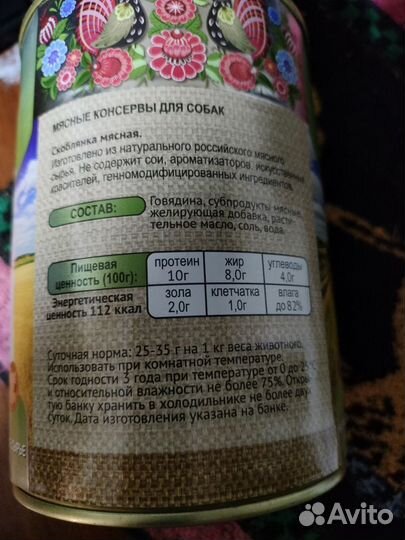 МЯСНЫЕ КОНСЕРВЫ ДЛЯ СОБАК
Скоблянка мясная.
Изготовлено из натурального российского мясного
сырья. Не содержит сои, ароматизаторов, искусственных
красителей, генномодифицированных ингредиентов.
СОСТАВ:
Говядина, субпродукты мясные,
желирующая добавка, расти-
тельное масло, соль, вода.
Пищевая
ценность (100г):
Энергетическая
ценность 112 ккал
протеин
10г
жир
8,0г
углеводы
4,0г
зола
2,0г
клетчатка
1,0г
влага
до 82%
Суточная норма: 25-35 г на 1 кг веса животного.
Использовать при комнатной температуре.
Срок годности 3 года при температуре от 0 до
и относительной влажности не более 75%. Откры
тую банку хранить в холодильнике не более дву
суток. Дата изготовления указана на банке.
Avito